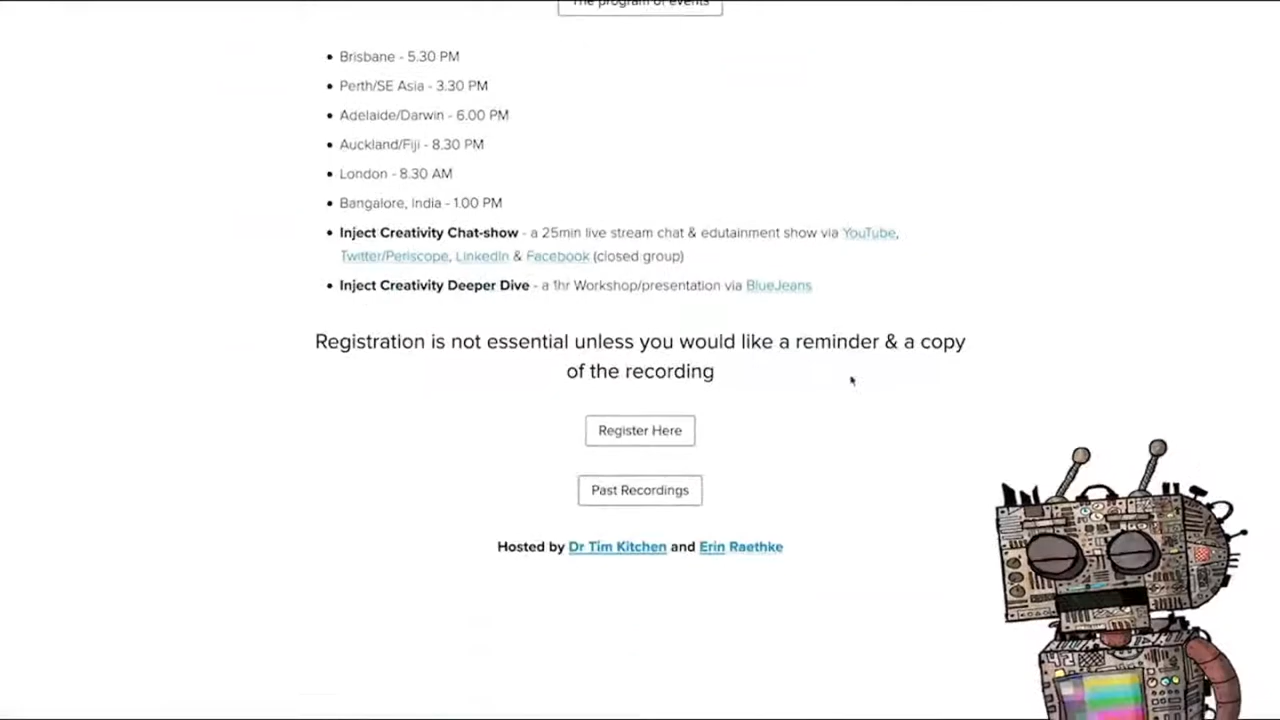 The program of events
Brisbane - 5.30 PM
Perth/SE Asia - 3.30 PM
Adelaide/Darwin - 6.00 PM
Auckland/Fiji - 8.30 PM
London - 8.30 AM
Bangalore, India - 1.00 PM
Inject Creativity Chat-show - a 25min live stream chat & edutainment show via YouTube,
Twitter/Periscope, LinkedIn & Facebook (closed group)
Inject Creativity Deeper Dive - a 1hr Workshop/presentation via BlueJeans
Registration is not essential unless you would like a reminder & a copy
of the recording
Register Here
Past Recordings
Hosted by Dr Tim Kitchen and Erin Raethke